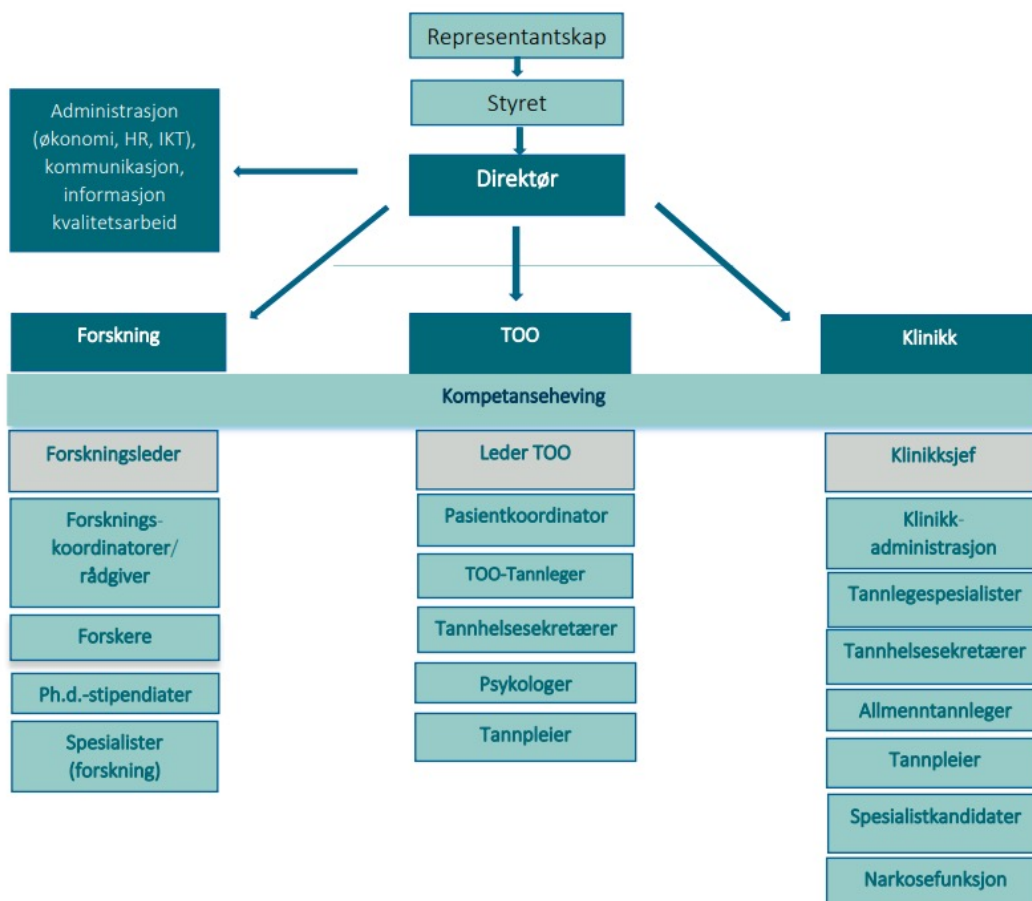 Representantskap
Styret
Administrasjon
(økonomi, HR, IKT),
kommunikasjon,
informasjon
kvalitetsarbeid
Direktør
Forskning
TOO
Klinikk
Kompetanseheving
Forskningsleder
Forsknings-
koordinatorer/
rådgiver
Forskere
Ph.d.-stipendiater
Spesialister
(forskning)
Leder TOO
Pasientkoordinator
TOO-Tannleger
Tannhelsesekretærer
Psykologer
Tannpleier
Klinikksjef
Klinikk-
administrasjon
Tannlegespesialister
Tannhelsesekretærer
Allmenntannleger
Tannpleier
Spesialistkandidater
Narkosefunksjon